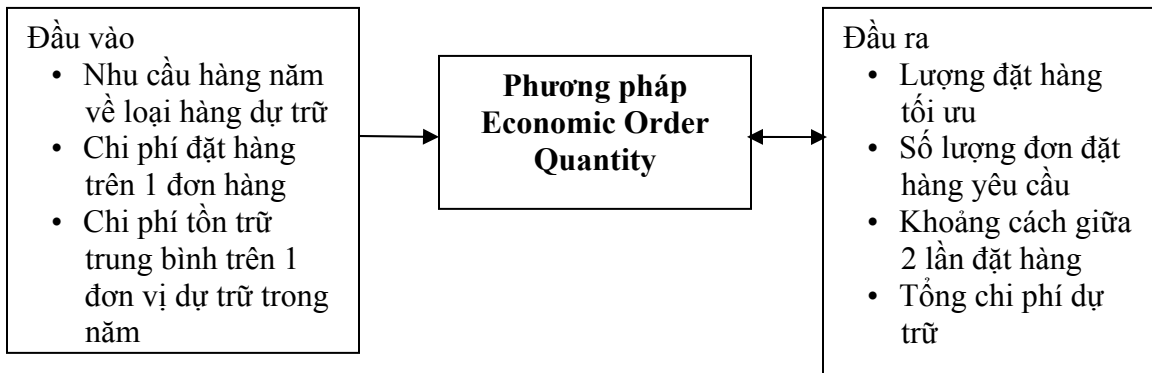 Đầu vào
• Nhu cầu hàng năm
về loại hàng dự trữ
• Chi phí đặt hàng
trên 1 đơn hàng
• Chi phí tồn trữ
trung bình trên 1
đơn vị dự trữ trong
năm
Phương pháp
Economic Order
Quantity
Đầu ra
• Lượng đặt hàng
tối ưu
• Số lượng đơn đặt
hàng yêu cầu
• Khoảng cách giữa
2 lần đặt hàng
• Tổng chi phí dự
trữ